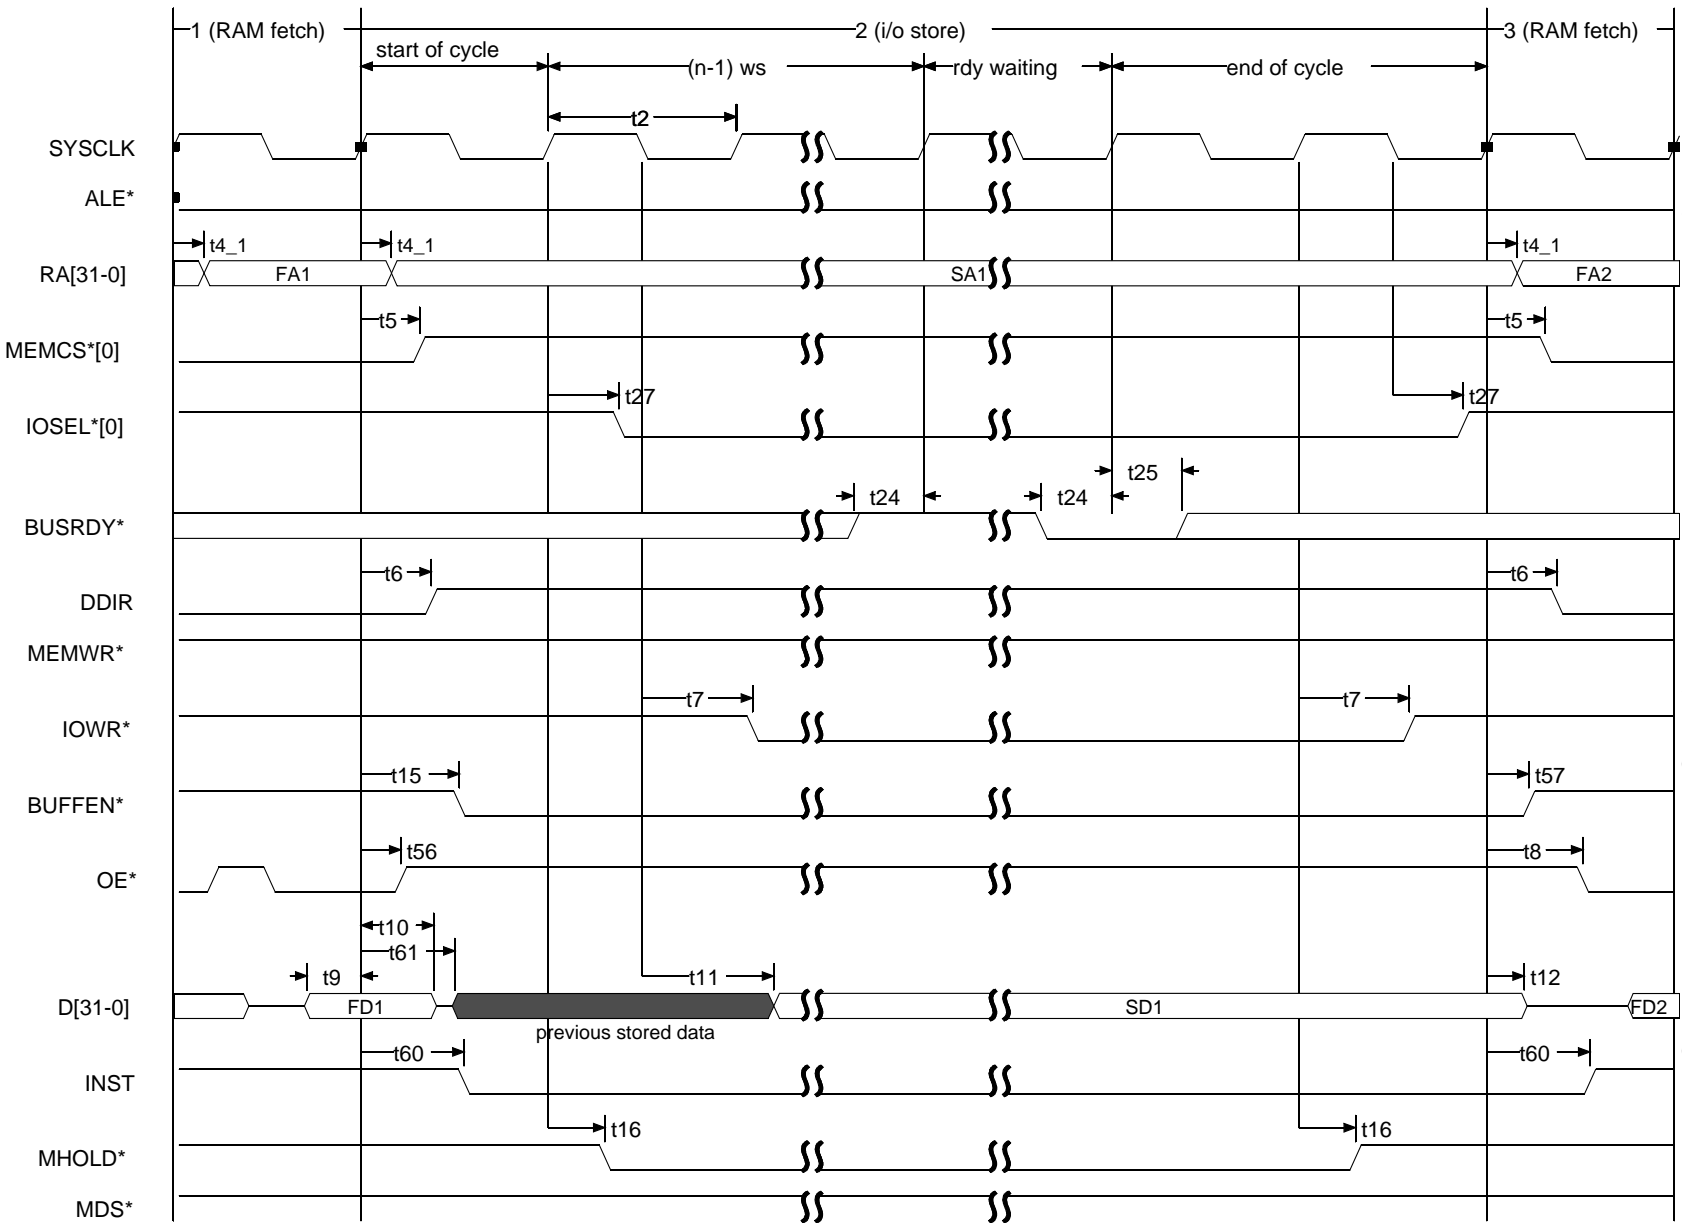 1 (RAM fetch) 2 (i/o store) 3 (RAM fetch)
start of cycle (n-1) ws rdy waiting end of cycle
t2
SYSCLK
ALE*
t4_1 t4_1 t4_1
RA[31-0] FA1 SA1 FA2
t5 t5
MEMCS*[0]
t27 t27
IOSEL*[0]
t25
t24 t24
BUSRDY*
t6 t6
DDIR
MEMWR*
t7 t7
IOWR*
t15 t57
BUFFEN*
t56 t8
OE*
t10
t61
t9 t11 t12
D[31-0] FD1 SD1 FD2
previous stored data
t60 t60
INST
t16 t16
MHOLD*
MDS*